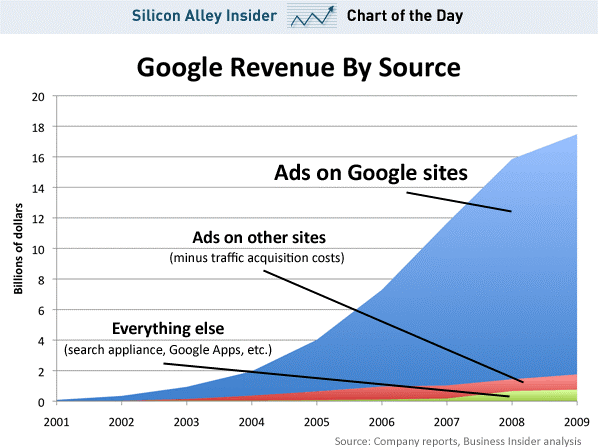 Silicon Alley Insider Chart of the Day
Google Revenue By Source
Billions of dollars
20
18
16
14
12
10
8
6
4
2
0
Ads on Google sites
Ads on other sites
(minus traffic acquisition costs)
Everything else
(search appliance, Google Apps, etc.)
2001 2002 2003 2004 2005 2006 2007 2008 2009
Source: Company reports, Business Insider analysis